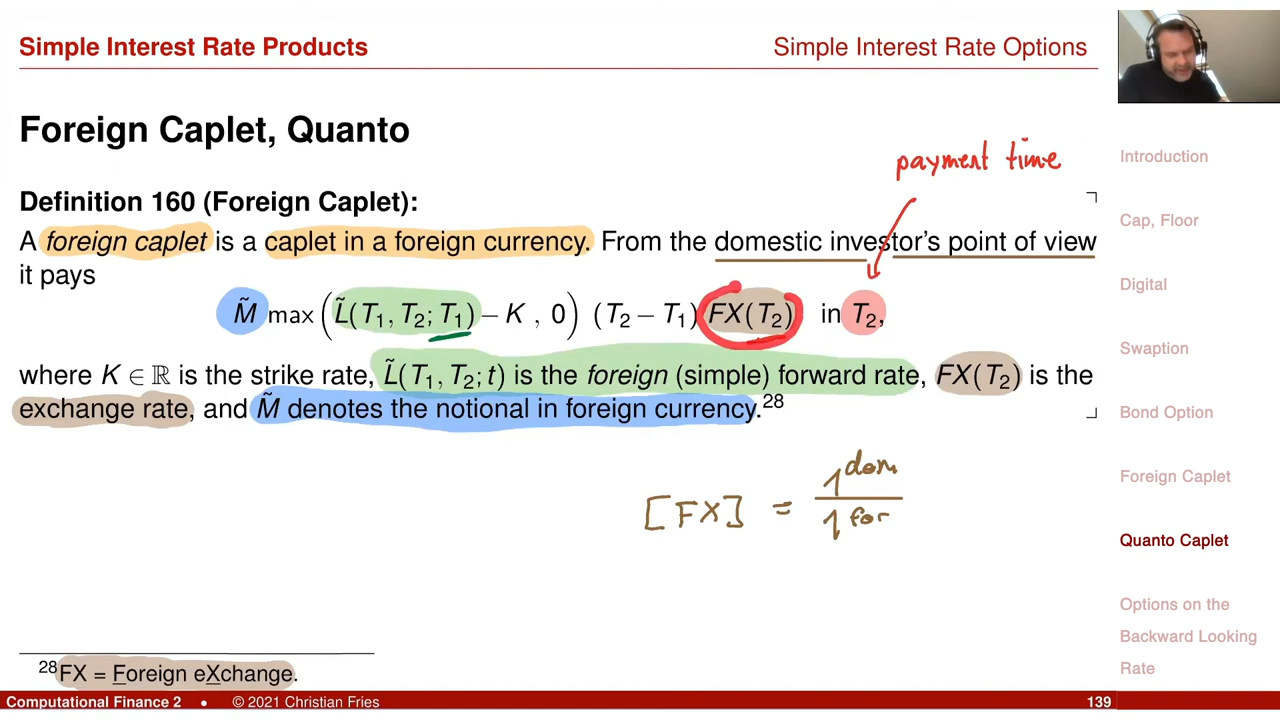 Simple Interest Rate Products
Simple Interest Rate Options
Foreign Caplet, Quanto
payment time
Definition 160 (Foreign Caplet):
A foreign caplet is a caplet in a foreign currency. From the domestic investor's point of view
it pays
M̃ max ( L̃(T₁, T₂; T₁) − K , 0 ) (T₂ − T₁) FX(T₂) in T₂,
where K ∈ ℝ is the strike rate, L̃(T₁, T₂; t) is the foreign (simple) forward rate, FX(T₂) is the
exchange rate, and M̃ denotes the notional in foreign currency.²⁸
[FX] = 1 dom / 1 for
²⁸FX = Foreign eXchange.
Computational Finance 2 • © 2021 Christian Fries
139
Introduction
Cap, Floor
Digital
Swaption
Bond Option
Foreign Caplet
Quanto Caplet
Options on the
Backward Looking
Rate